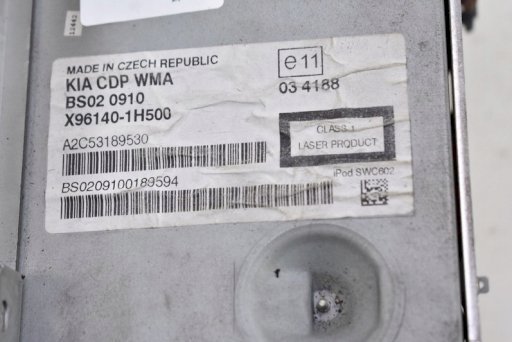 MADE IN CZECH REPUBLIC
KIA CDP WMA
BS02 0910
X96140-1H500
A2C53189530
BS0209100189594
e11
03 4188
CLASS 1
LASER PRODUCT
iPod SWC602